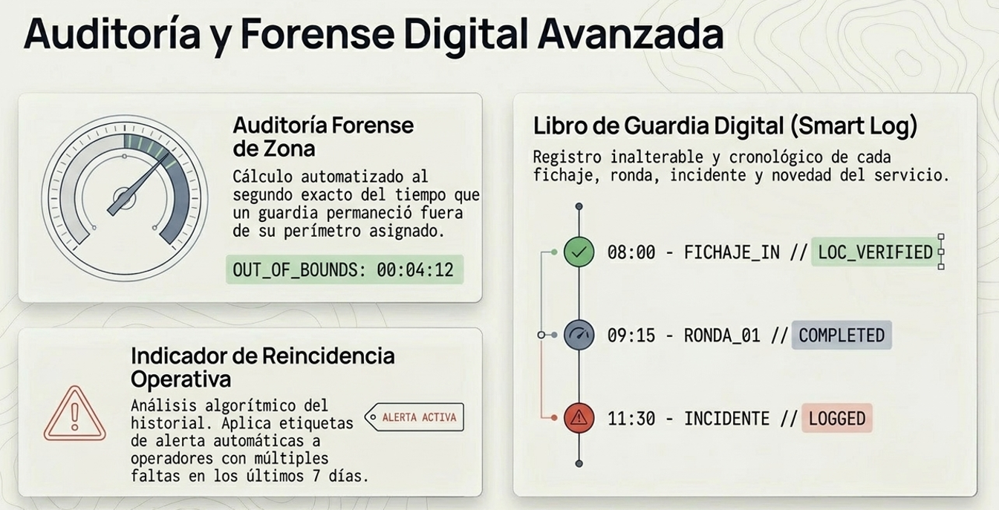 Auditoría y Forense Digital Avanzada
Auditoría Forense
de Zona
Cálculo automatizado al
segundo exacto del tiempo que
un guardia permaneció fuera
de su perímetro asignado.
OUT_OF_BOUNDS: 00:04:12
Indicador de Reincidencia
Operativa
Análisis algorítmico del
historial. Aplica etiquetas
de alerta automáticas a
operadores con múltiples
faltas en los últimos 7 días.
ALERTA ACTIVA
Libro de Guardia Digital (Smart Log)
Registro inalterable y cronológico de cada
fichaje, ronda, incidente y novedad del servicio.
08:00 - FICHAJE_IN // LOC_VERIFIED
09:15 - RONDA_01 // COMPLETED
11:30 - INCIDENTE // LOGGED